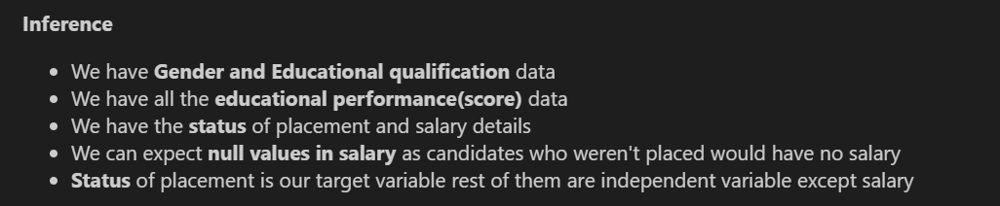 Inference
• We have Gender and Educational qualification data
• We have all the educational performance(score) data
• We have the status of placement and salary details
• We can expect null values in salary as candidates who weren't placed would have no salary
• Status of placement is our target variable rest of them are independent variable except salary